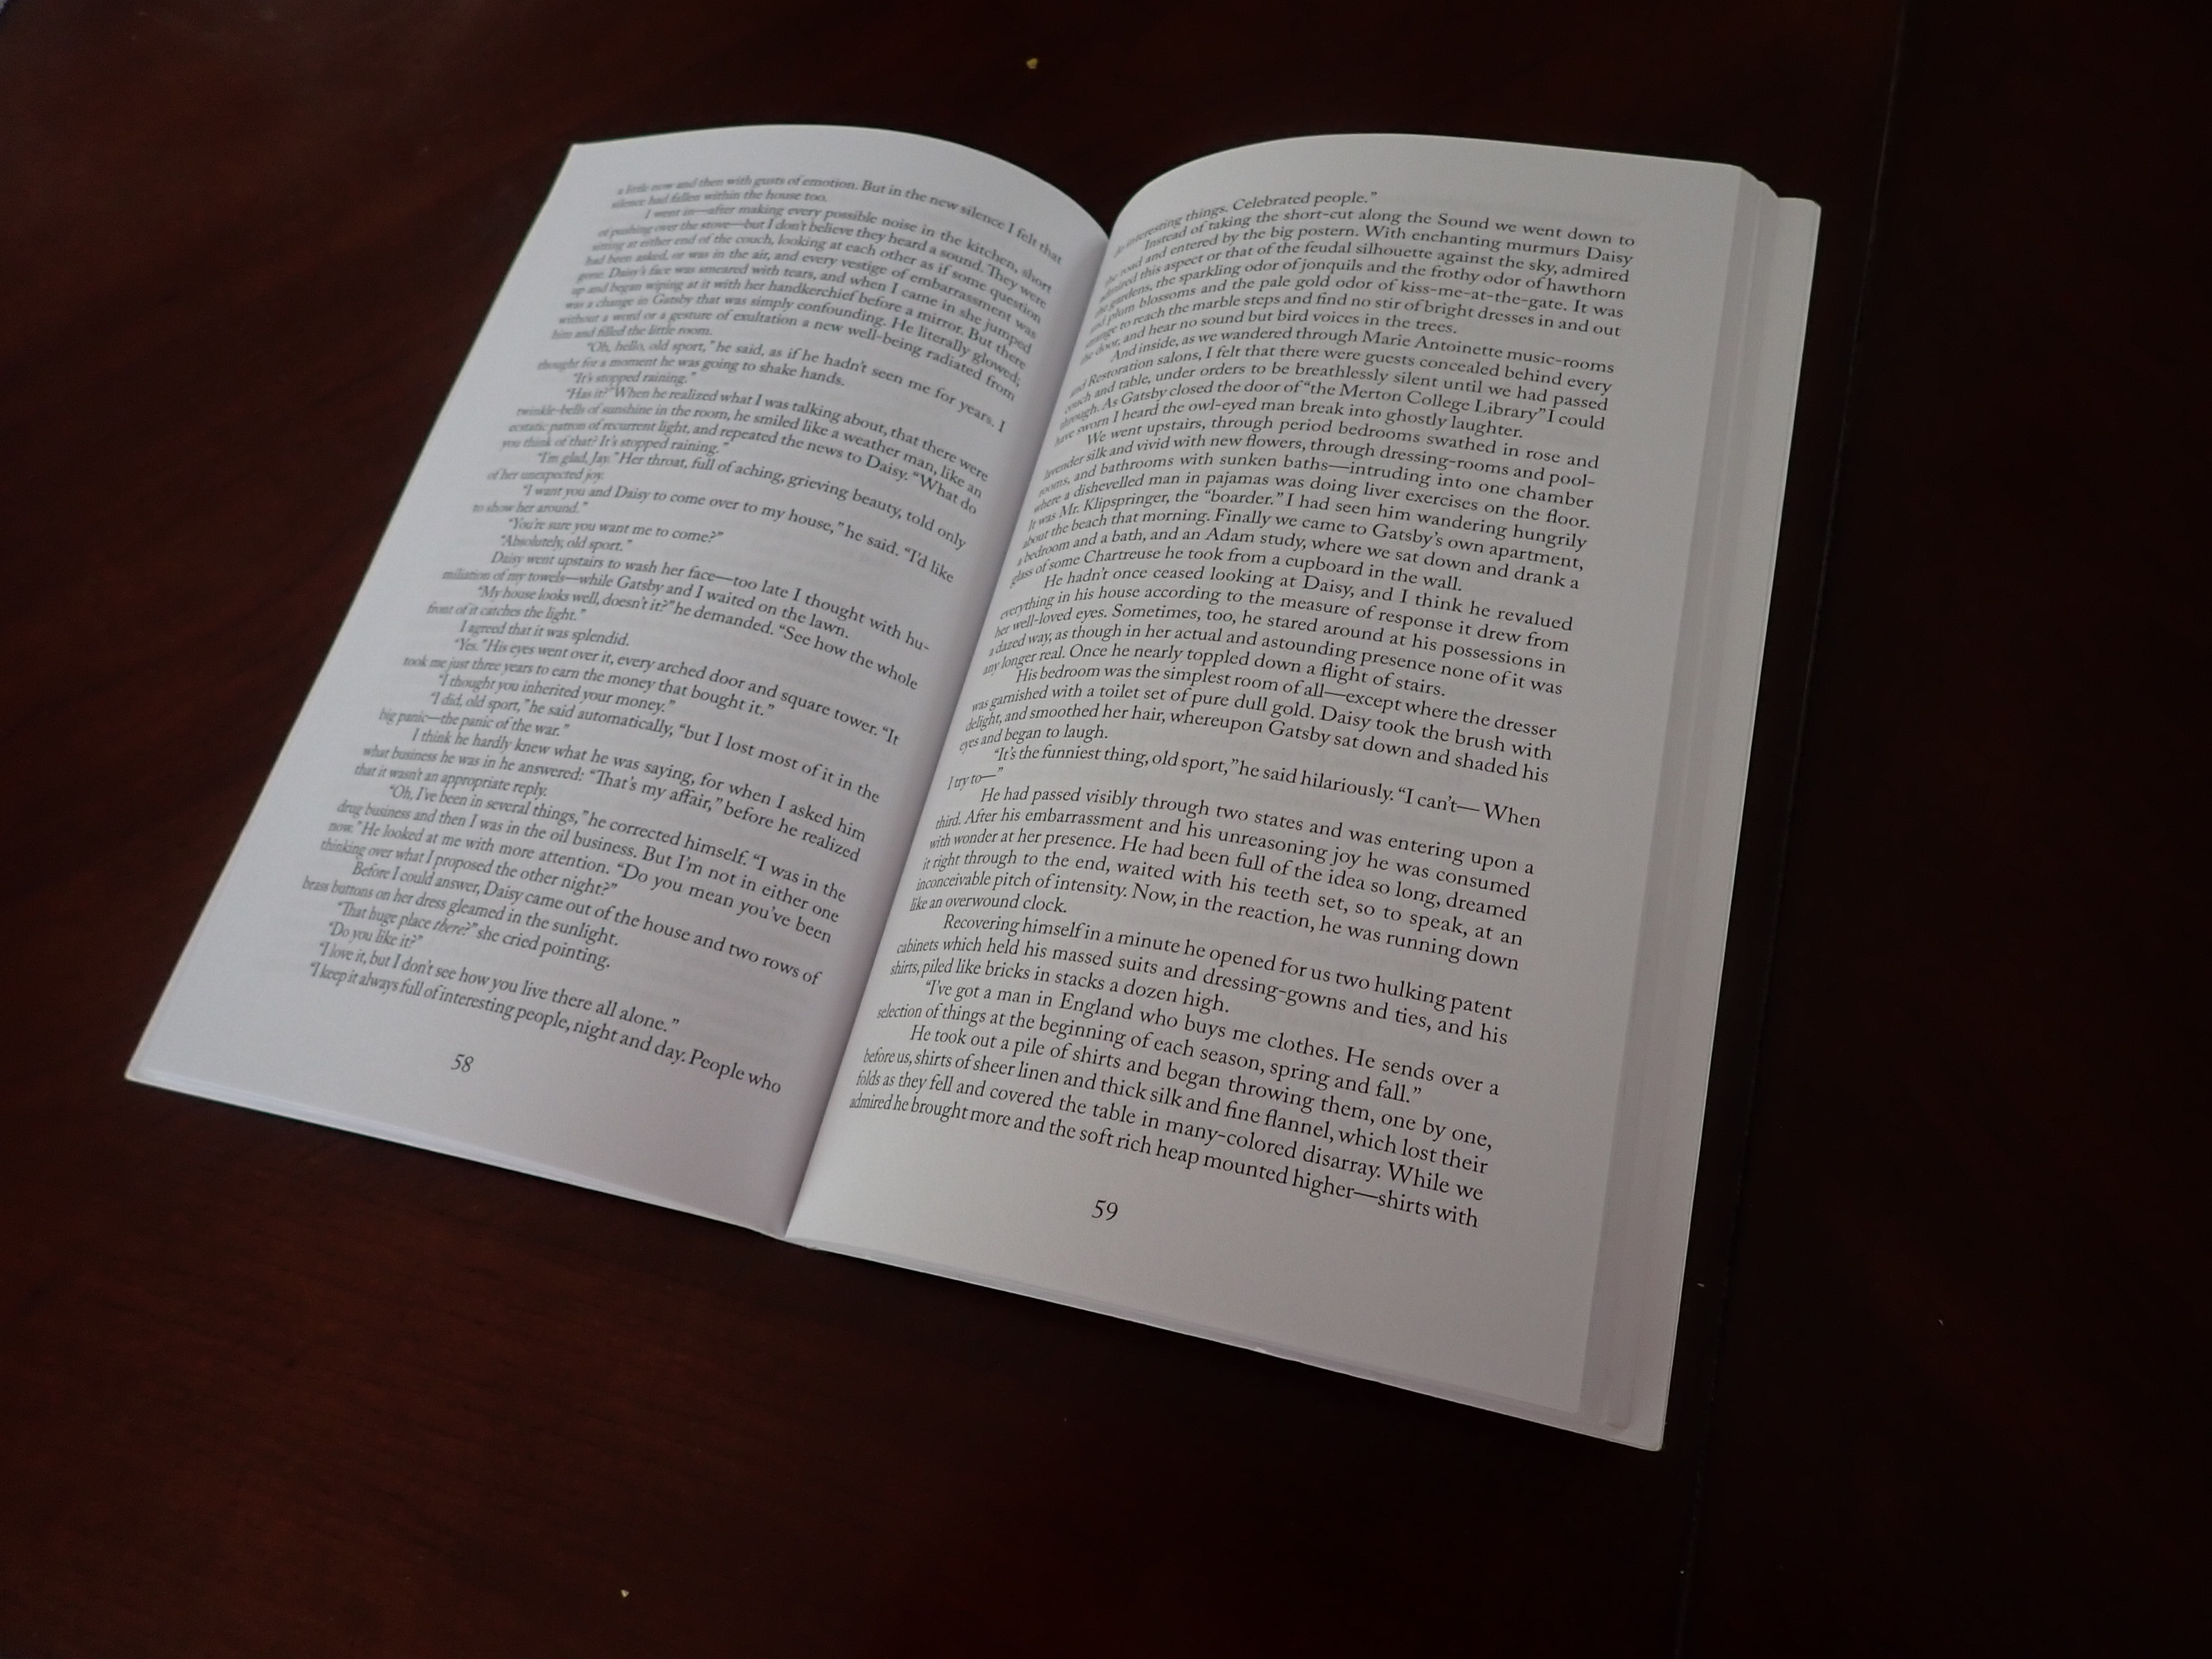 a little now and then with gusts of emotion. But in the new silence I felt that
silence had fallen within the house too.
I went in—after making every possible noise in the kitchen, short
of pushing over the stove—but I don't believe they heard a sound. They were
sitting at either end of the couch, looking at each other as if some question
had been asked, or was in the air, and every vestige of embarrassment was
gone. Daisy's face was smeared with tears, and when I came in she jumped
up and began wiping at it with her handkerchief before a mirror. But there
was a change in Gatsby that was simply confounding. He literally glowed;
without a word or a gesture of exultation a new well-being radiated from
him and filled the little room.
“Oh, hello, old sport,” he said, as if he hadn't seen me for years. I
thought for a moment he was going to shake hands.
“It's stopped raining.”
“Has it?” When he realized what I was talking about, that there were
twinkle-bells of sunshine in the room, he smiled like a weather man, like an
ecstatic patron of recurrent light, and repeated the news to Daisy. “What do
you think of that? It's stopped raining.”
“I'm glad, Jay.” Her throat, full of aching, grieving beauty, told only
of her unexpected joy.
“I want you and Daisy to come over to my house,” he said. “I'd like
to show her around.”
“You're sure you want me to come?”
“Absolutely, old sport.”
Daisy went upstairs to wash her face—too late I thought with hu-
miliation of my towels—while Gatsby and I waited on the lawn.
“My house looks well, doesn't it?” he demanded. “See how the whole
front of it catches the light.”
I agreed that it was splendid.
“Yes.” His eyes went over it, every arched door and square tower. “It
took me just three years to earn the money that bought it.”
“I thought you inherited your money.”
“I did, old sport,” he said automatically, “but I lost most of it in the
big panic—the panic of the war.”
I think he hardly knew what he was saying, for when I asked him
what business he was in he answered: “That's my affair,” before he realized
that it wasn't an appropriate reply.
“Oh, I've been in several things,” he corrected himself. “I was in the
drug business and then I was in the oil business. But I'm not in either one
now.” He looked at me with more attention. “Do you mean you've been
thinking over what I proposed the other night?”
Before I could answer, Daisy came out of the house and two rows of
brass buttons on her dress gleamed in the sunlight.
“That huge place there?” she cried pointing.
“Do you like it?”
“I love it, but I don't see how you live there all alone.”
“I keep it always full of interesting people, night and day. People who
58
do interesting things. Celebrated people.”
Instead of taking the short-cut along the Sound we went down to
the road and entered by the big postern. With enchanting murmurs Daisy
admired this aspect or that of the feudal silhouette against the sky, admired
the gardens, the sparkling odor of jonquils and the frothy odor of hawthorn
and plum blossoms and the pale gold odor of kiss-me-at-the-gate. It was
strange to reach the marble steps and find no stir of bright dresses in and out
the door, and hear no sound but bird voices in the trees.
And inside, as we wandered through Marie Antoinette music-rooms
and Restoration salons, I felt that there were guests concealed behind every
couch and table, under orders to be breathlessly silent until we had passed
through. As Gatsby closed the door of “the Merton College Library” I could
have sworn I heard the owl-eyed man break into ghostly laughter.
We went upstairs, through period bedrooms swathed in rose and
lavender silk and vivid with new flowers, through dressing-rooms and pool-
rooms, and bathrooms with sunken baths—intruding into one chamber
where a dishevelled man in pajamas was doing liver exercises on the floor.
It was Mr. Klipspringer, the “boarder.” I had seen him wandering hungrily
about the beach that morning. Finally we came to Gatsby's own apartment,
a bedroom and a bath, and an Adam study, where we sat down and drank a
glass of some Chartreuse he took from a cupboard in the wall.
He hadn't once ceased looking at Daisy, and I think he revalued
everything in his house according to the measure of response it drew from
her well-loved eyes. Sometimes, too, he stared around at his possessions in
a dazed way, as though in her actual and astounding presence none of it was
any longer real. Once he nearly toppled down a flight of stairs.
His bedroom was the simplest room of all—except where the dresser
was garnished with a toilet set of pure dull gold. Daisy took the brush with
delight, and smoothed her hair, whereupon Gatsby sat down and shaded his
eyes and began to laugh.
“It's the funniest thing, old sport,” he said hilariously. “I can't— When
I try to—”
He had passed visibly through two states and was entering upon a
third. After his embarrassment and his unreasoning joy he was consumed
with wonder at her presence. He had been full of the idea so long, dreamed
it right through to the end, waited with his teeth set, so to speak, at an
inconceivable pitch of intensity. Now, in the reaction, he was running down
like an overwound clock.
Recovering himself in a minute he opened for us two hulking patent
cabinets which held his massed suits and dressing-gowns and ties, and his
shirts, piled like bricks in stacks a dozen high.
“I've got a man in England who buys me clothes. He sends over a
selection of things at the beginning of each season, spring and fall.”
He took out a pile of shirts and began throwing them, one by one,
before us, shirts of sheer linen and thick silk and fine flannel, which lost their
folds as they fell and covered the table in many-colored disarray. While we
admired he brought more and the soft rich heap mounted higher—shirts with
59